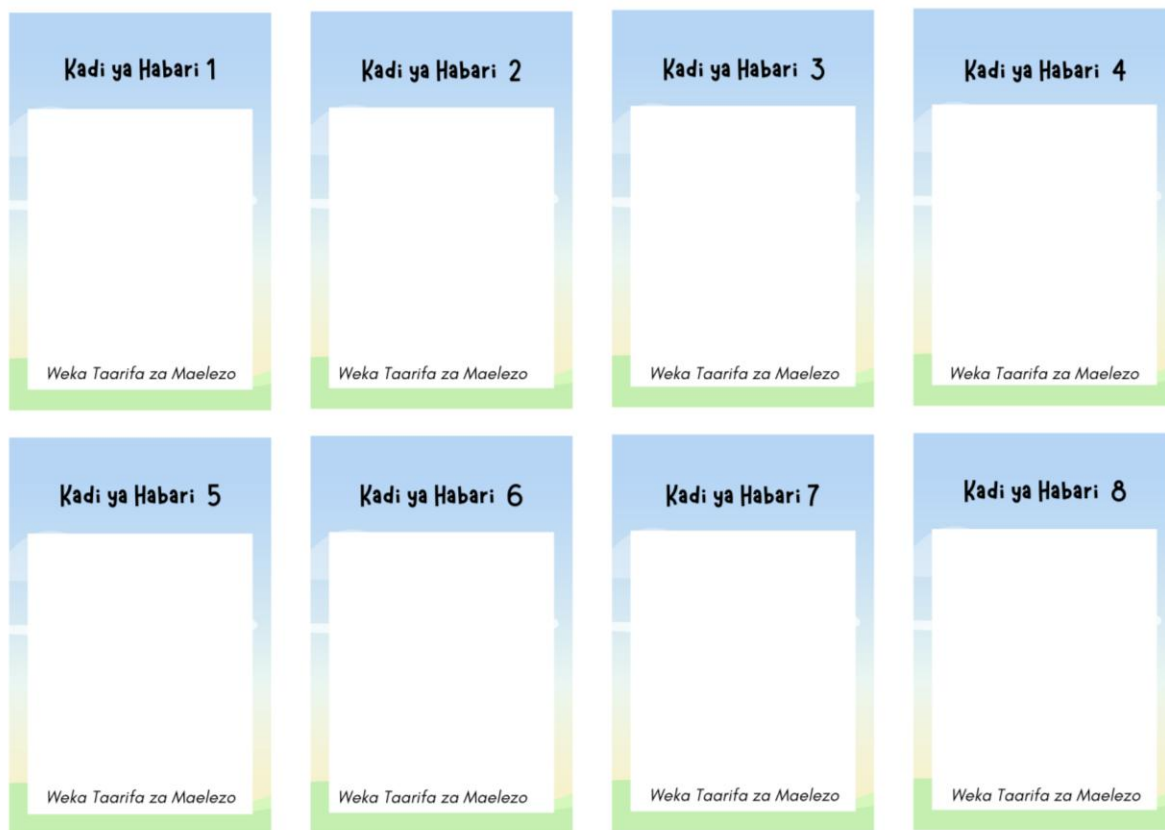 Kadi ya Habari 1
Kadi ya Habari 2
Kadi ya Habari 3
Kadi ya Habari 4
Weka Taarifa za Maelezo
Weka Taarifa za Maelezo
Weka Taarifa za Maelezo
Weka Taarifa za Maelezo
Kadi ya Habari 5
Kadi ya Habari 6
Kadi ya Habari 7
Kadi ya Habari 8
Weka Taarifa za Maelezo
Weka Taarifa za Maelezo
Weka Taarifa za Maelezo
Weka Taarifa za Maelezo